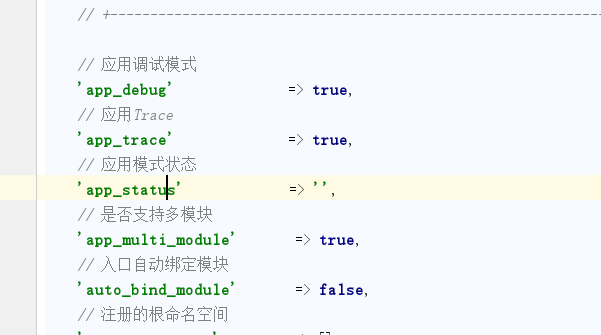 // +--------------------------------------------------------------
// 应用调试模式
'app_debug' => true,
// 应用Trace
'app_trace' => true,
// 应用模式状态
'app_status' => '',
// 是否支持多模块
'app_multi_module' => true,
// 入口自动绑定模块
'auto_bind_module' => false,
// 注册的根命名空间